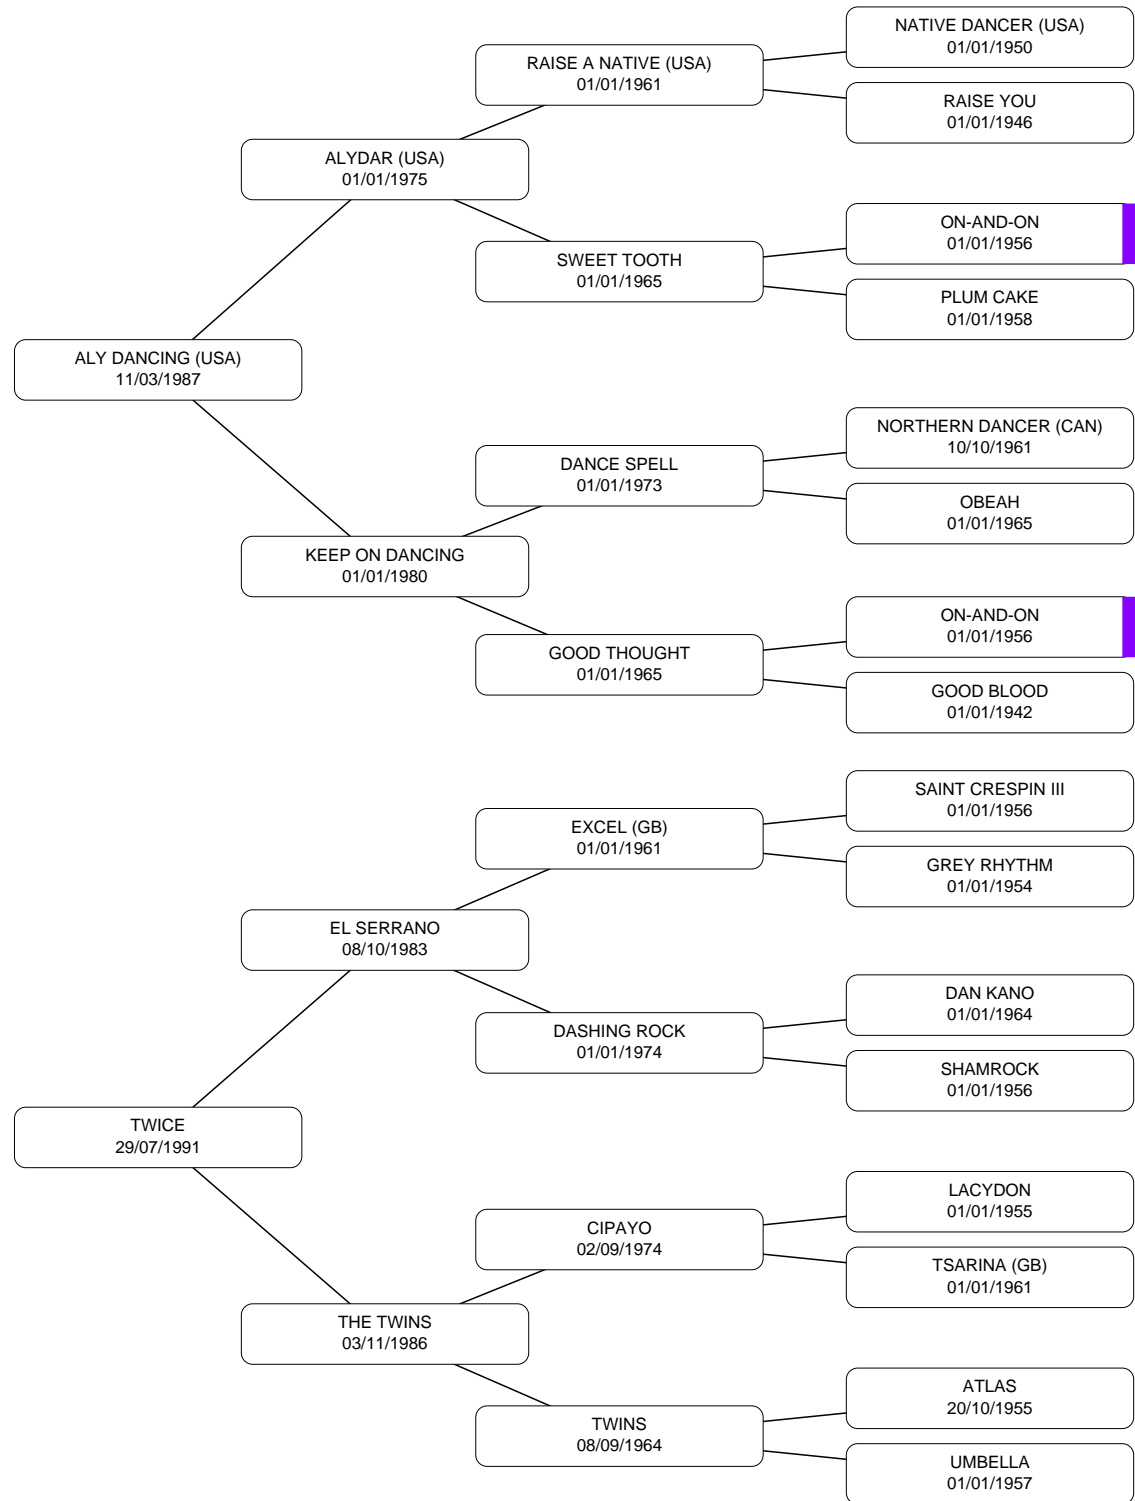 NATIVE DANCER (USA)
01/01/1950
RAISE A NATIVE (USA)
01/01/1961
RAISE YOU
01/01/1946
ALYDAR (USA)
01/01/1975
ON-AND-ON
01/01/1956
SWEET TOOTH
01/01/1965
PLUM CAKE
01/01/1958
ALY DANCING (USA)
11/03/1987
NORTHERN DANCER (CAN)
10/10/1961
DANCE SPELL
01/01/1973
OBEAH
01/01/1965
KEEP ON DANCING
01/01/1980
ON-AND-ON
01/01/1956
GOOD THOUGHT
01/01/1965
GOOD BLOOD
01/01/1942
SAINT CRESPIN III
01/01/1956
EXCEL (GB)
01/01/1961
GREY RHYTHM
01/01/1954
EL SERRANO
08/10/1983
DAN KANO
01/01/1964
DASHING ROCK
01/01/1974
SHAMROCK
01/01/1956
TWICE
29/07/1991
LACYDON
01/01/1955
CIPAYO
02/09/1974
TSARINA (GB)
01/01/1961
THE TWINS
03/11/1986
ATLAS
20/10/1955
TWINS
08/09/1964
UMBELLA
01/01/1957